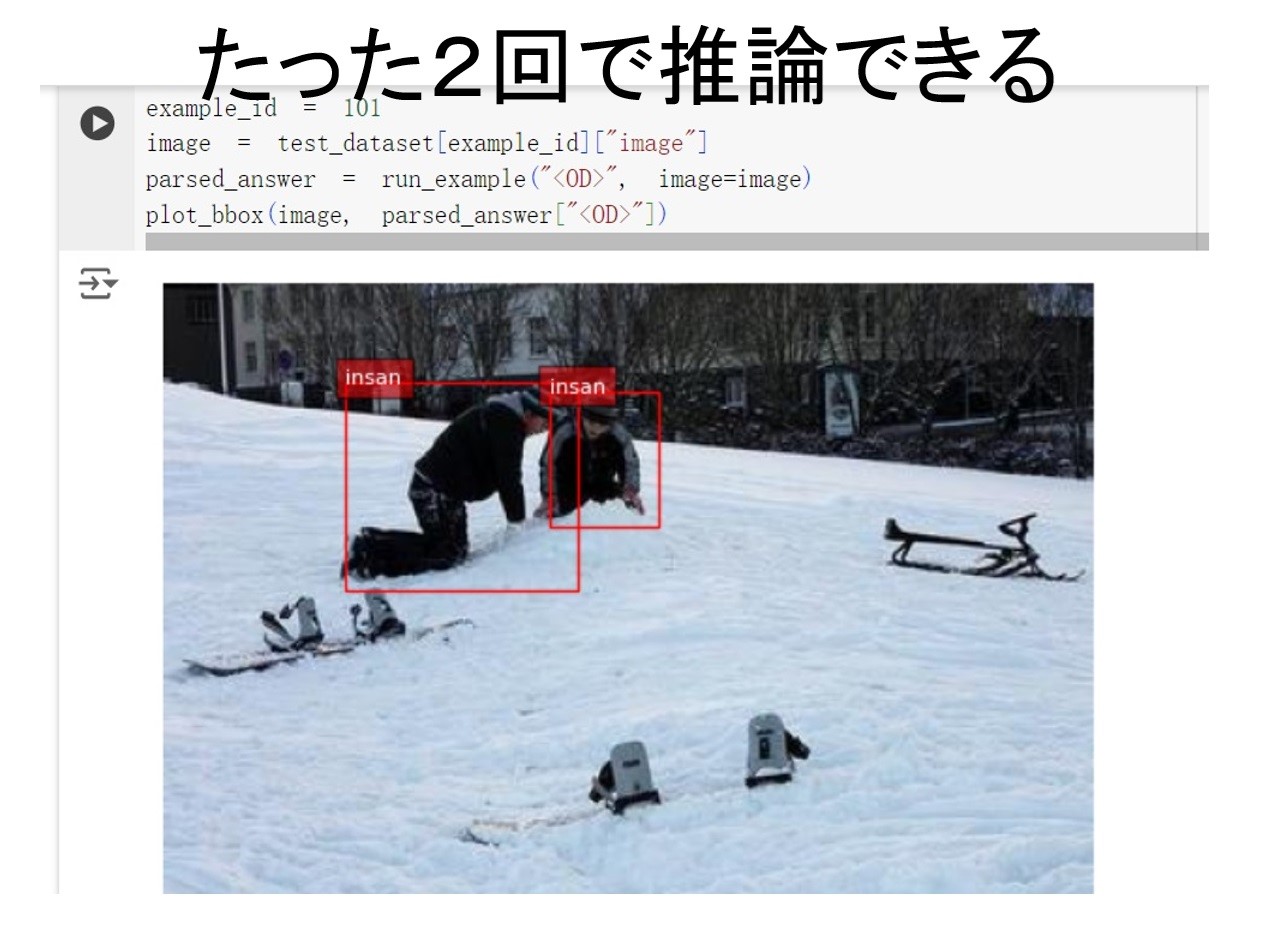 たった２回で推論できる
example_id = 101
image = test_dataset[example_id]["image"]
parsed_answer = run_example("<OD>", image=image)
plot_bbox(image, parsed_answer["<OD>"])
insan
insan